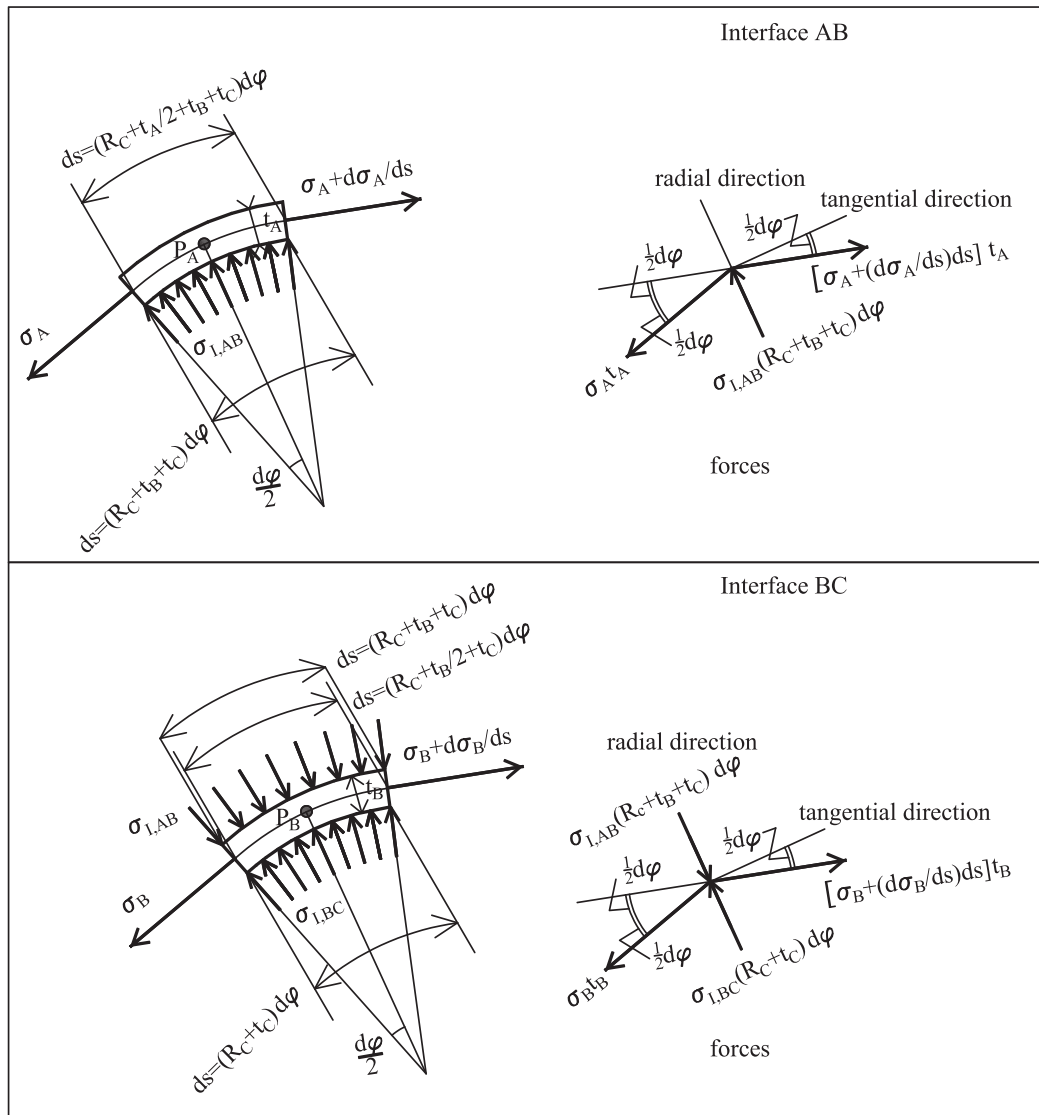 Interface AB
ds=(R_C+t_A/2+t_B+t_C)dφ
σ_A+dσ_A/ds
t_A
P_A
σ_A
σ_I,AB
ds=(R_C+t_B+t_C)dφ
dφ/2
radial direction
tangential direction
½dφ
½dφ
½dφ
[σ_A+(dσ_A/ds)ds] t_A
σ_A t_A
σ_I,AB(R_C+t_B+t_C)dφ
forces
Interface BC
ds=(R_C+t_B+t_C)dφ
ds=(R_C+t_B/2+t_C)dφ
σ_B+dσ_B/ds
t_B
P_B
σ_I,AB
σ_B
σ_I,BC
ds=(R_C+t_C)dφ
dφ/2
radial direction
σ_I,AB(R_c+t_B+t_C)dφ
tangential direction
½dφ
½dφ
½dφ
[σ_B+(dσ_B/ds)ds]t_B
σ_B t_B
σ_I,BC(R_C+t_C)dφ
forces